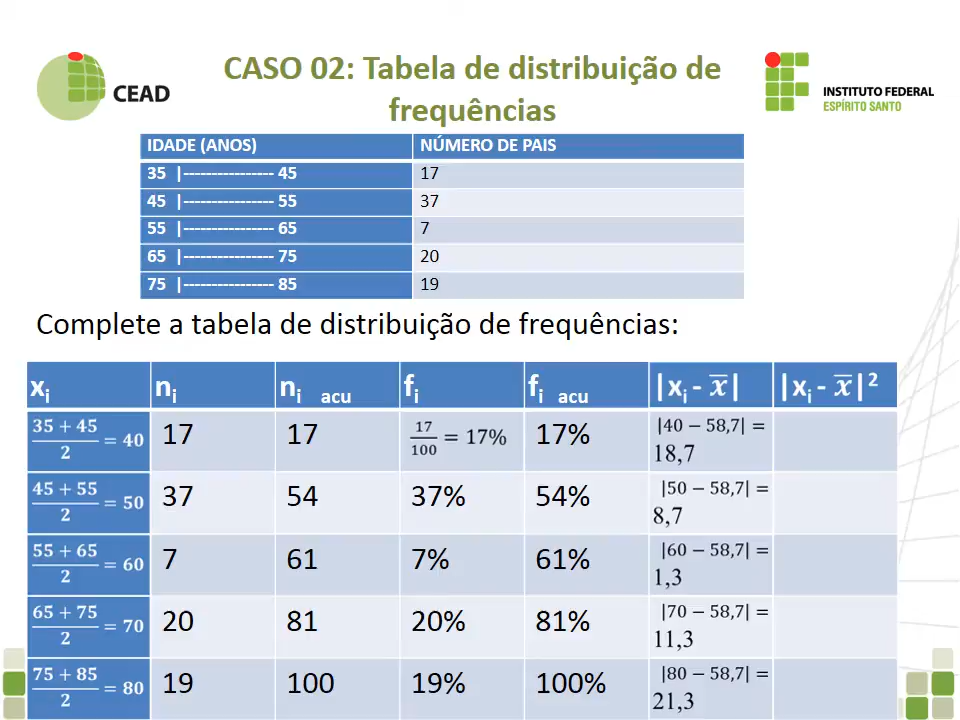 CEAD
CASO 02: Tabela de distribuição de
frequências
INSTITUTO FEDERAL
ESPÍRITO SANTO
IDADE (ANOS) NÚMERO DE PAIS
35 |---------------- 45 17
45 |---------------- 55 37
55 |---------------- 65 7
65 |---------------- 75 20
75 |---------------- 85 19
Complete a tabela de distribuição de frequências:
xi ni ni acu fi fi acu |xi - x̅| |xi - x̅|²
(35 + 45)/2 = 40 17 17 17/100 = 17% 17% |40 − 58,7| = 18,7
(45 + 55)/2 = 50 37 54 37% 54% |50 − 58,7| = 8,7
(55 + 65)/2 = 60 7 61 7% 61% |60 − 58,7| = 1,3
(65 + 75)/2 = 70 20 81 20% 81% |70 − 58,7| = 11,3
(75 + 85)/2 = 80 19 100 19% 100% |80 − 58,7| = 21,3